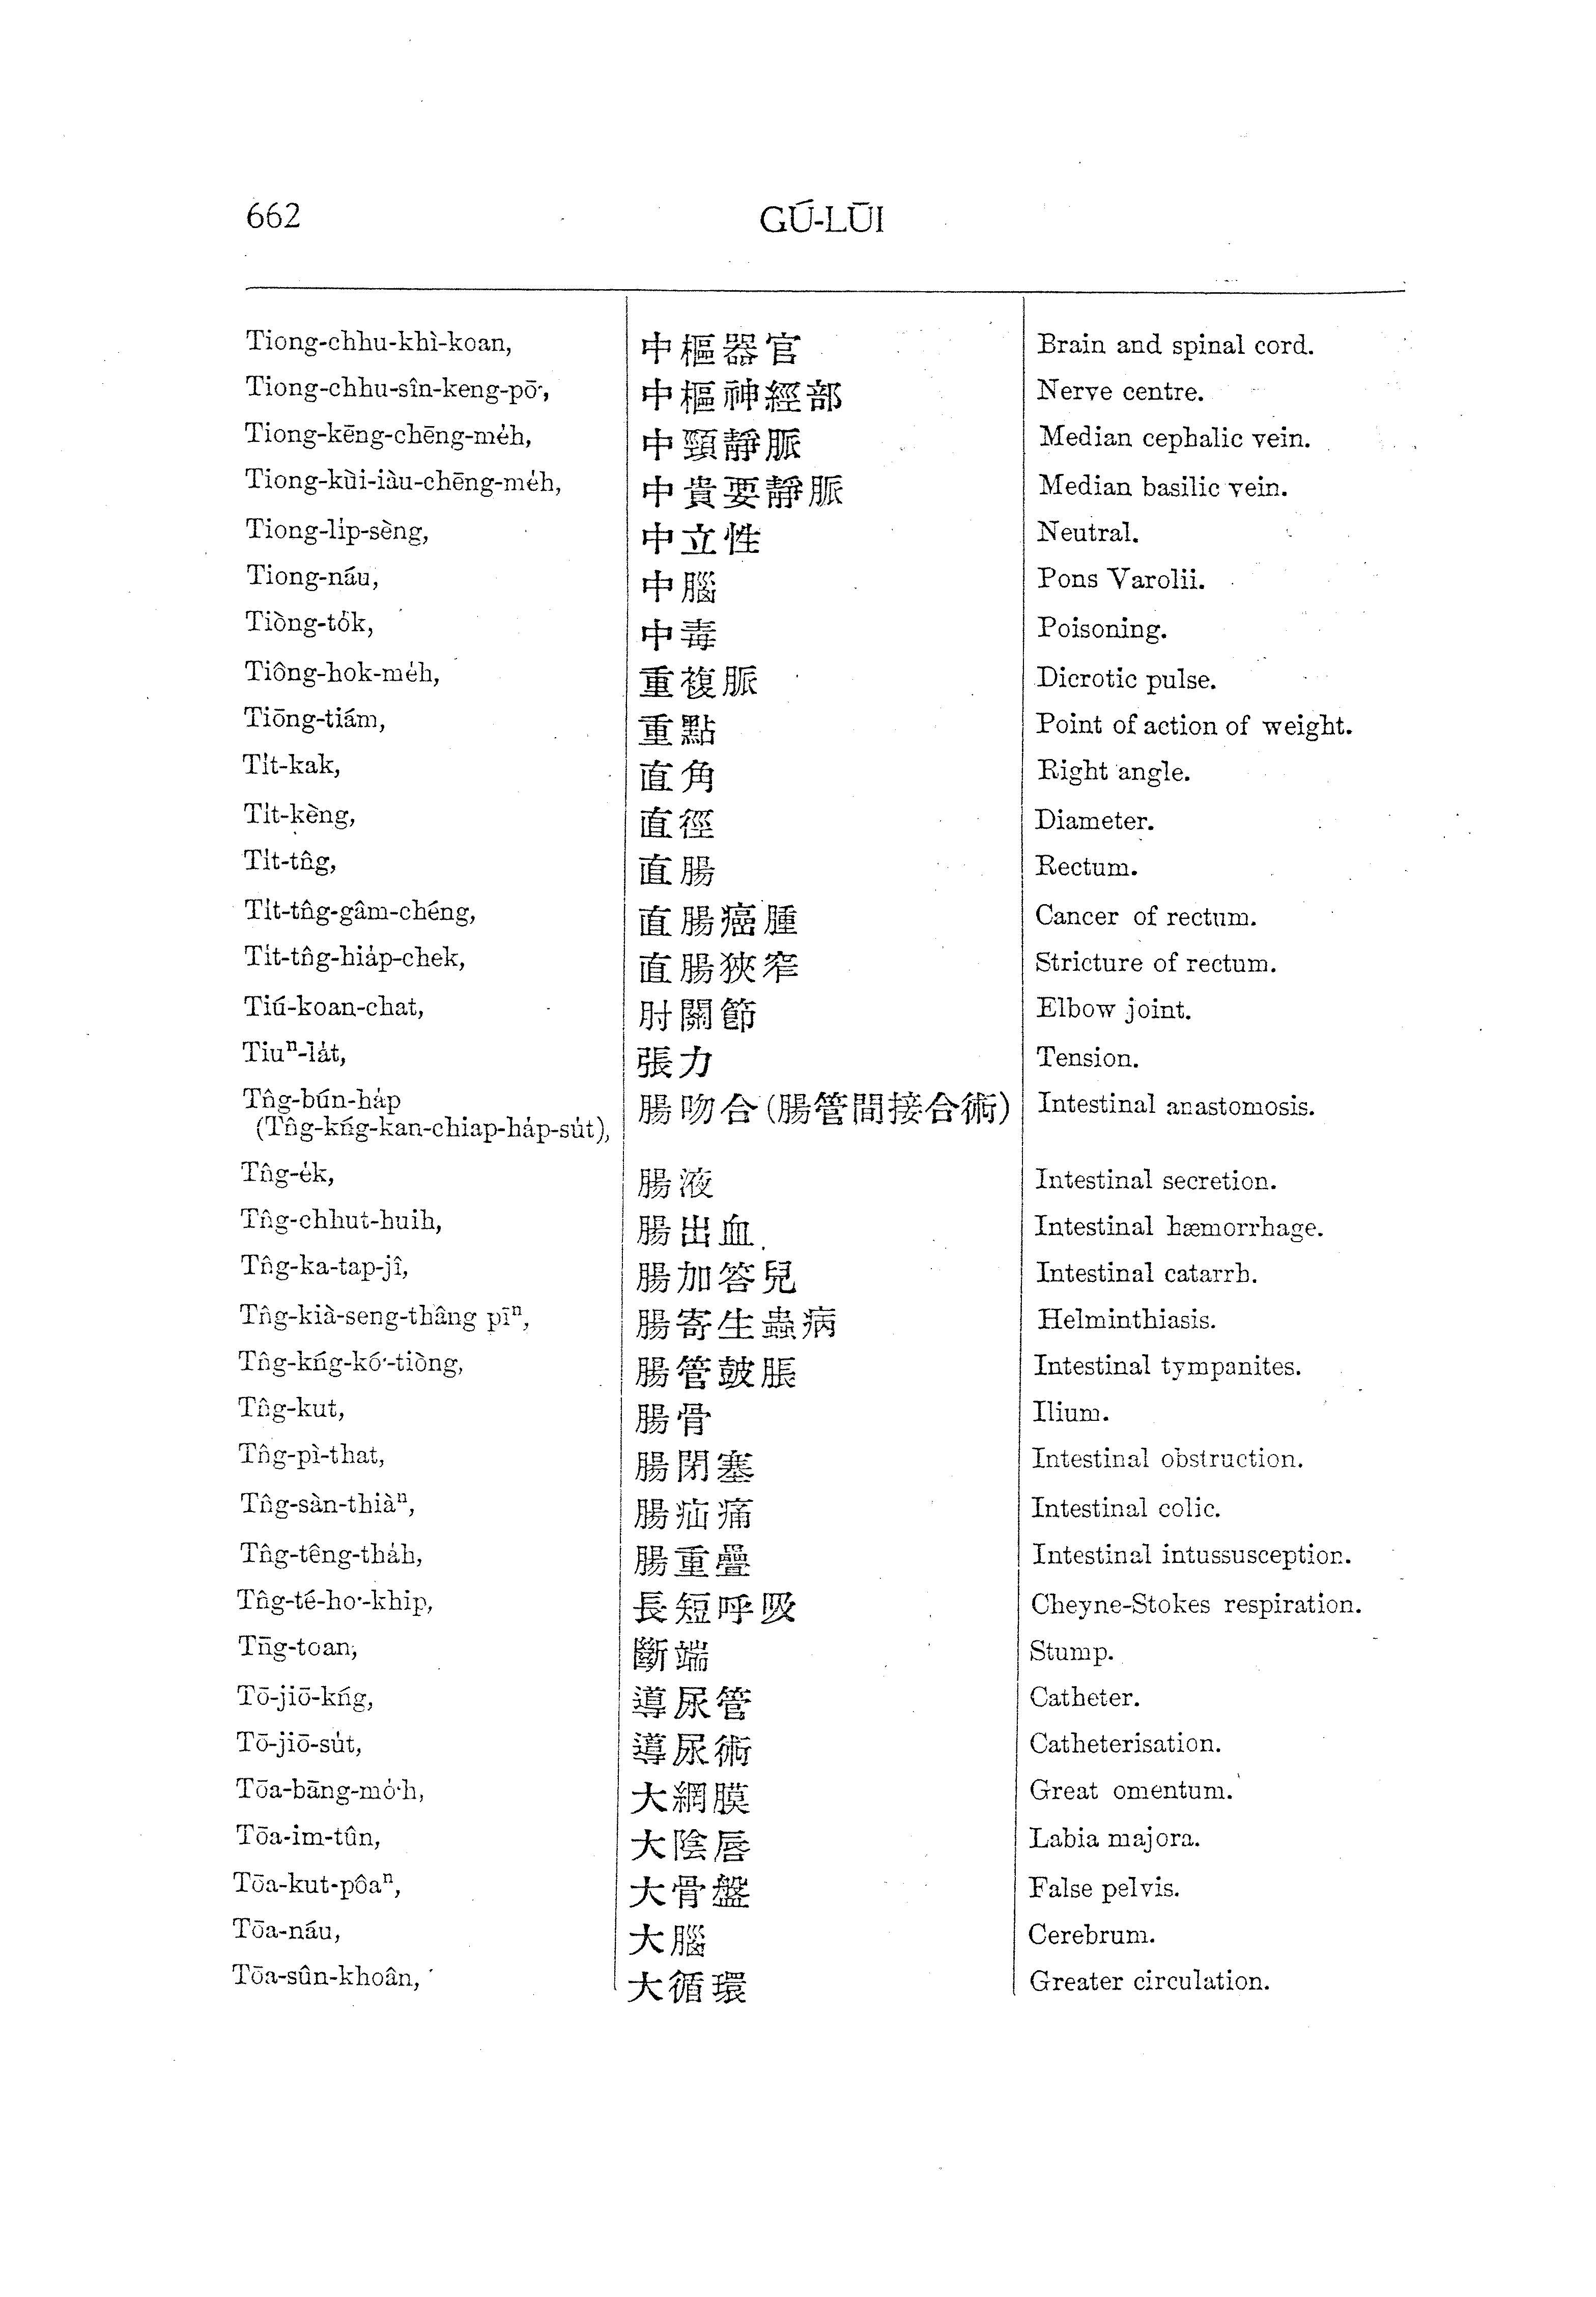 662 GÚ-LŪI
Tiong-chhu-khì-koan, 中樞器官 Brain and spinal cord.
Tiong-chhu-sîn-keng-pō͘, 中樞神經部 Nerve centre.
Tiong-kēng-chēng-me̍h, 中頸靜脈 Median cephalic vein.
Tiong-kùi-iàu-chēng-me̍h, 中貴要靜脈 Median basilic vein.
Tiong-li̍p-sèng, 中立性 Neutral.
Tiong-náu, 中腦 Pons Varolii.
Tiòng-to̍k, 中毒 Poisoning.
Tiông-hok-me̍h, 重複脈 Dicrotic pulse.
Tiōng-tiám, 重點 Point of action of weight.
Ti̍t-kak, 直角 Right angle.
Ti̍t-kèng, 直徑 Diameter.
Ti̍t-tn̂g, 直腸 Rectum.
Ti̍t-tn̂g-gâm-chéng, 直腸癌腫 Cancer of rectum.
Ti̍t-tn̂g-hia̍p-chek, 直腸狹窄 Stricture of rectum.
Tiú-koan-chat, 肘關節 Elbow joint.
Tiuⁿ-la̍t, 張力 Tension.
Tn̂g-bún-ha̍p 腸吻合(腸管間接合術) Intestinal anastomosis.
(Tn̂g-kńg-kan-chiap-ha̍p-su̍t),
Tn̂g-e̍k, 腸液 Intestinal secretion.
Tn̂g-chhut-huih, 腸出血 Intestinal hæmorrhage.
Tn̂g-ka-tap-jî, 腸加答兒 Intestinal catarrh.
Tn̂g-kià-seng-thâng pīⁿ, 腸寄生蟲病 Helminthiasis.
Tn̂g-kńg-kó͘-tiòng, 腸管鼓脹 Intestinal tympanites.
Tn̂g-kut, 腸骨 Ilium.
Tn̂g-pì-that, 腸閉塞 Intestinal obstruction.
Tn̂g-sàn-thiàⁿ, 腸疝痛 Intestinal colic.
Tn̂g-têng-tha̍h, 腸重疊 Intestinal intussusception.
Tn̂g-té-ho͘-khip, 長短呼吸 Cheyne-Stokes respiration.
Tn̄g-toan, 斷端 Stump.
Tō-jiō-kńg, 導尿管 Catheter.
Tō-jiō-su̍t, 導尿術 Catheterisation.
Tōa-bāng-mo̍͘h, 大網膜 Great omentum.
Tōa-im-tûn, 大陰唇 Labia majora.
Tōa-kut-pôaⁿ, 大骨盤 False pelvis.
Tōa-náu, 大腦 Cerebrum.
Tōa-sûn-khoân, 大循環 Greater circulation.